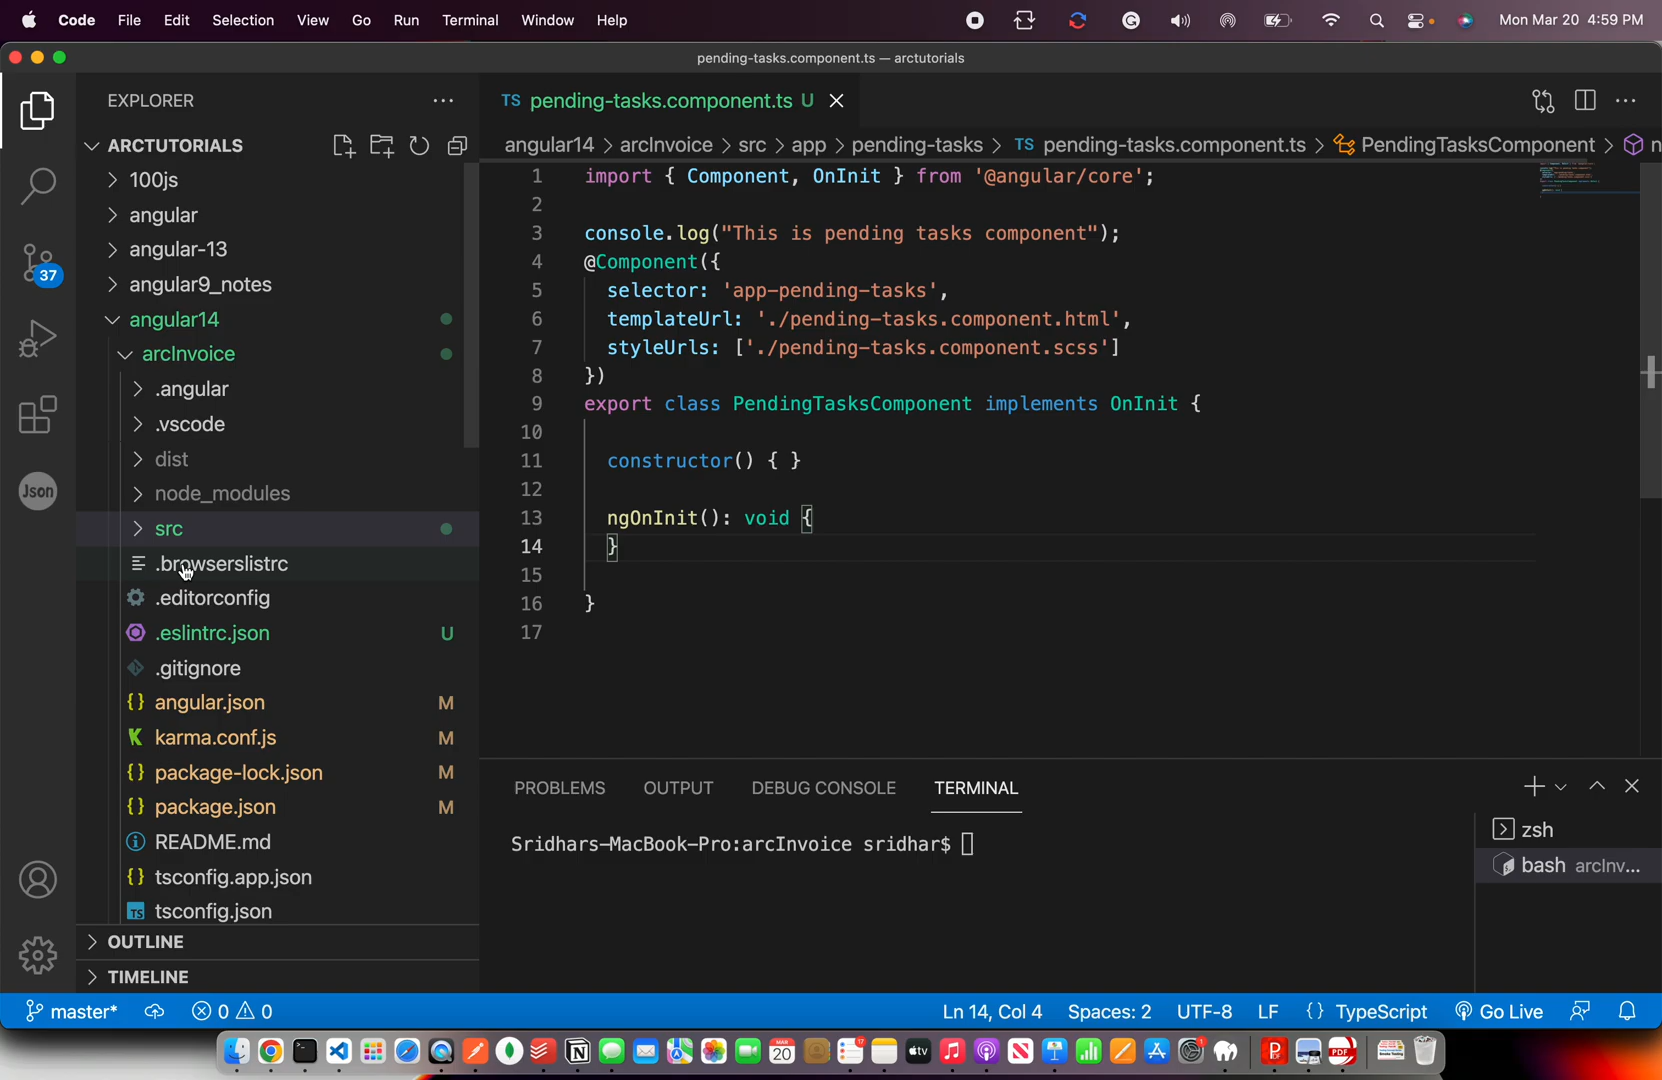 Code File Edit Selection View Go Run Terminal Window Help Mon Mar 20 4:59 PM
pending-tasks.component.ts — arctutorials
EXPLORER
TS pending-tasks.component.ts U
ARCTUTORIALS
angular14 > arcInvoice > src > app > pending-tasks > TS pending-tasks.component.ts > PendingTasksComponent > n
100js
angular
angular-13
angular9_notes
angular14
arcInvoice
.angular
.vscode
dist
node_modules
src
.browserslistrc
.editorconfig
.eslintrc.json U
.gitignore
angular.json M
karma.conf.js M
package-lock.json M
package.json M
README.md
tsconfig.app.json
TS tsconfig.json
OUTLINE
TIMELINE
37
Json
1 import { Component, OnInit } from '@angular/core';
2
3 console.log("This is pending tasks component");
4 @Component({
5 selector: 'app-pending-tasks',
6 templateUrl: './pending-tasks.component.html',
7 styleUrls: ['./pending-tasks.component.scss']
8 })
9 export class PendingTasksComponent implements OnInit {
10
11 constructor() { }
12
13 ngOnInit(): void {
14 }
15
16 }
17
PROBLEMS OUTPUT DEBUG CONSOLE TERMINAL
Sridhars-MacBook-Pro:arcInvoice sridhar$
zsh
bash arcInv...
master* 0 0 Ln 14, Col 4 Spaces: 2 UTF-8 LF {} TypeScript Go Live
MAR 20 17 tv 1 PDF